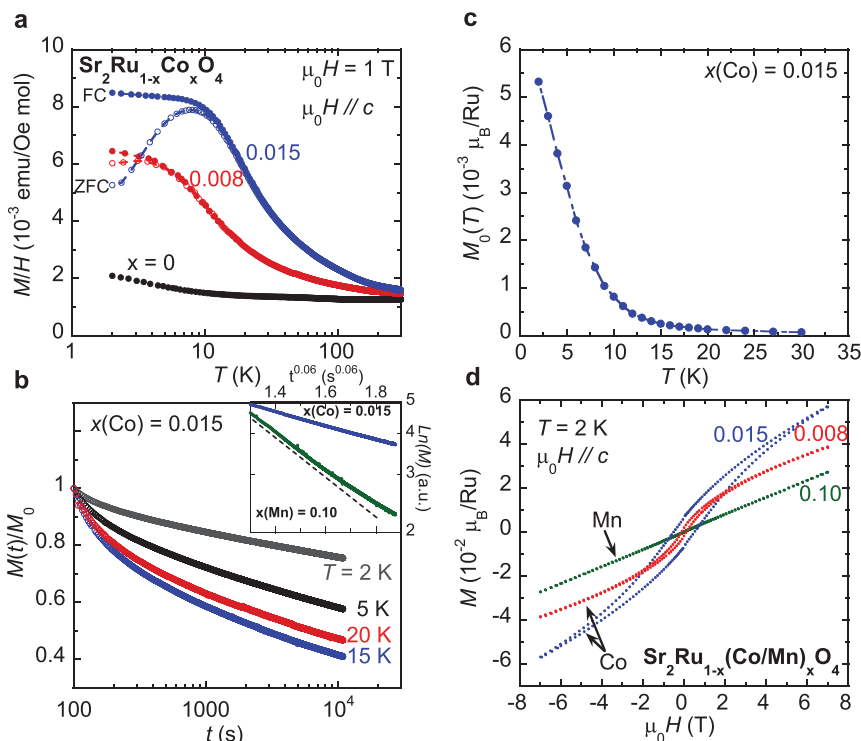 a
Sr₂Ru₁₋ₓCoₓO₄
μ₀H = 1 T
μ₀H // c
FC
ZFC
0.015
0.008
x = 0
M/H (10⁻³ emu/Oe mol)
10
8
6
4
2
0
1
10
100
T (K)
b
x(Co) = 0.015
M(t)/M₀
1.0
0.8
0.6
0.4
T = 2 K
5 K
20 K
15 K
100
1000
10⁴
t (s)
t⁰·⁰⁶ (s⁰·⁰⁶)
1.4
1.6
1.8
x(Co) = 0.015
x(Mn) = 0.10
5
4
3
2
Ln(M) (a.u.)
c
x(Co) = 0.015
M₀(T) (10⁻³ μB/Ru)
6
5
4
3
2
1
0
0
5
10
15
20
25
30
35
T (K)
d
T = 2 K
μ₀H // c
0.015
0.008
0.10
Mn
Co
Sr₂Ru₁₋ₓ(Co/Mn)ₓO₄
M (10⁻² μB/Ru)
6
4
2
0
-2
-4
-6
-8
-6
-4
-2
0
2
4
6
8
μ₀H (T)